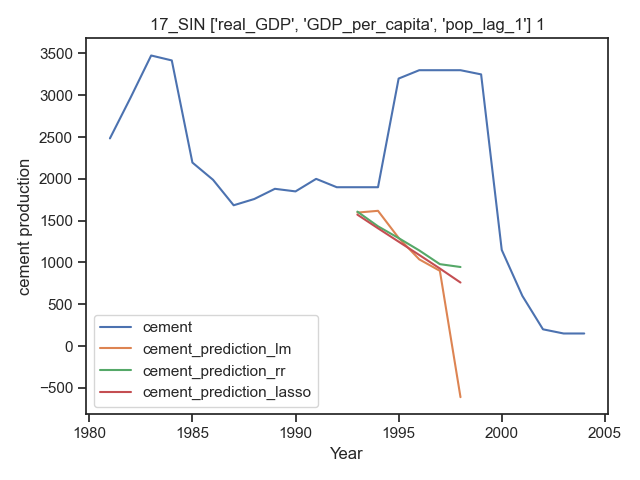 17_SIN ['real_GDP', 'GDP_per_capita', 'pop_lag_1'] 1
3500
3000
2500
2000
1500
1000
500
0
−500
cement production
cement
cement_prediction_lm
cement_prediction_rr
cement_prediction_lasso
1980
1985
1990
1995
2000
2005
Year